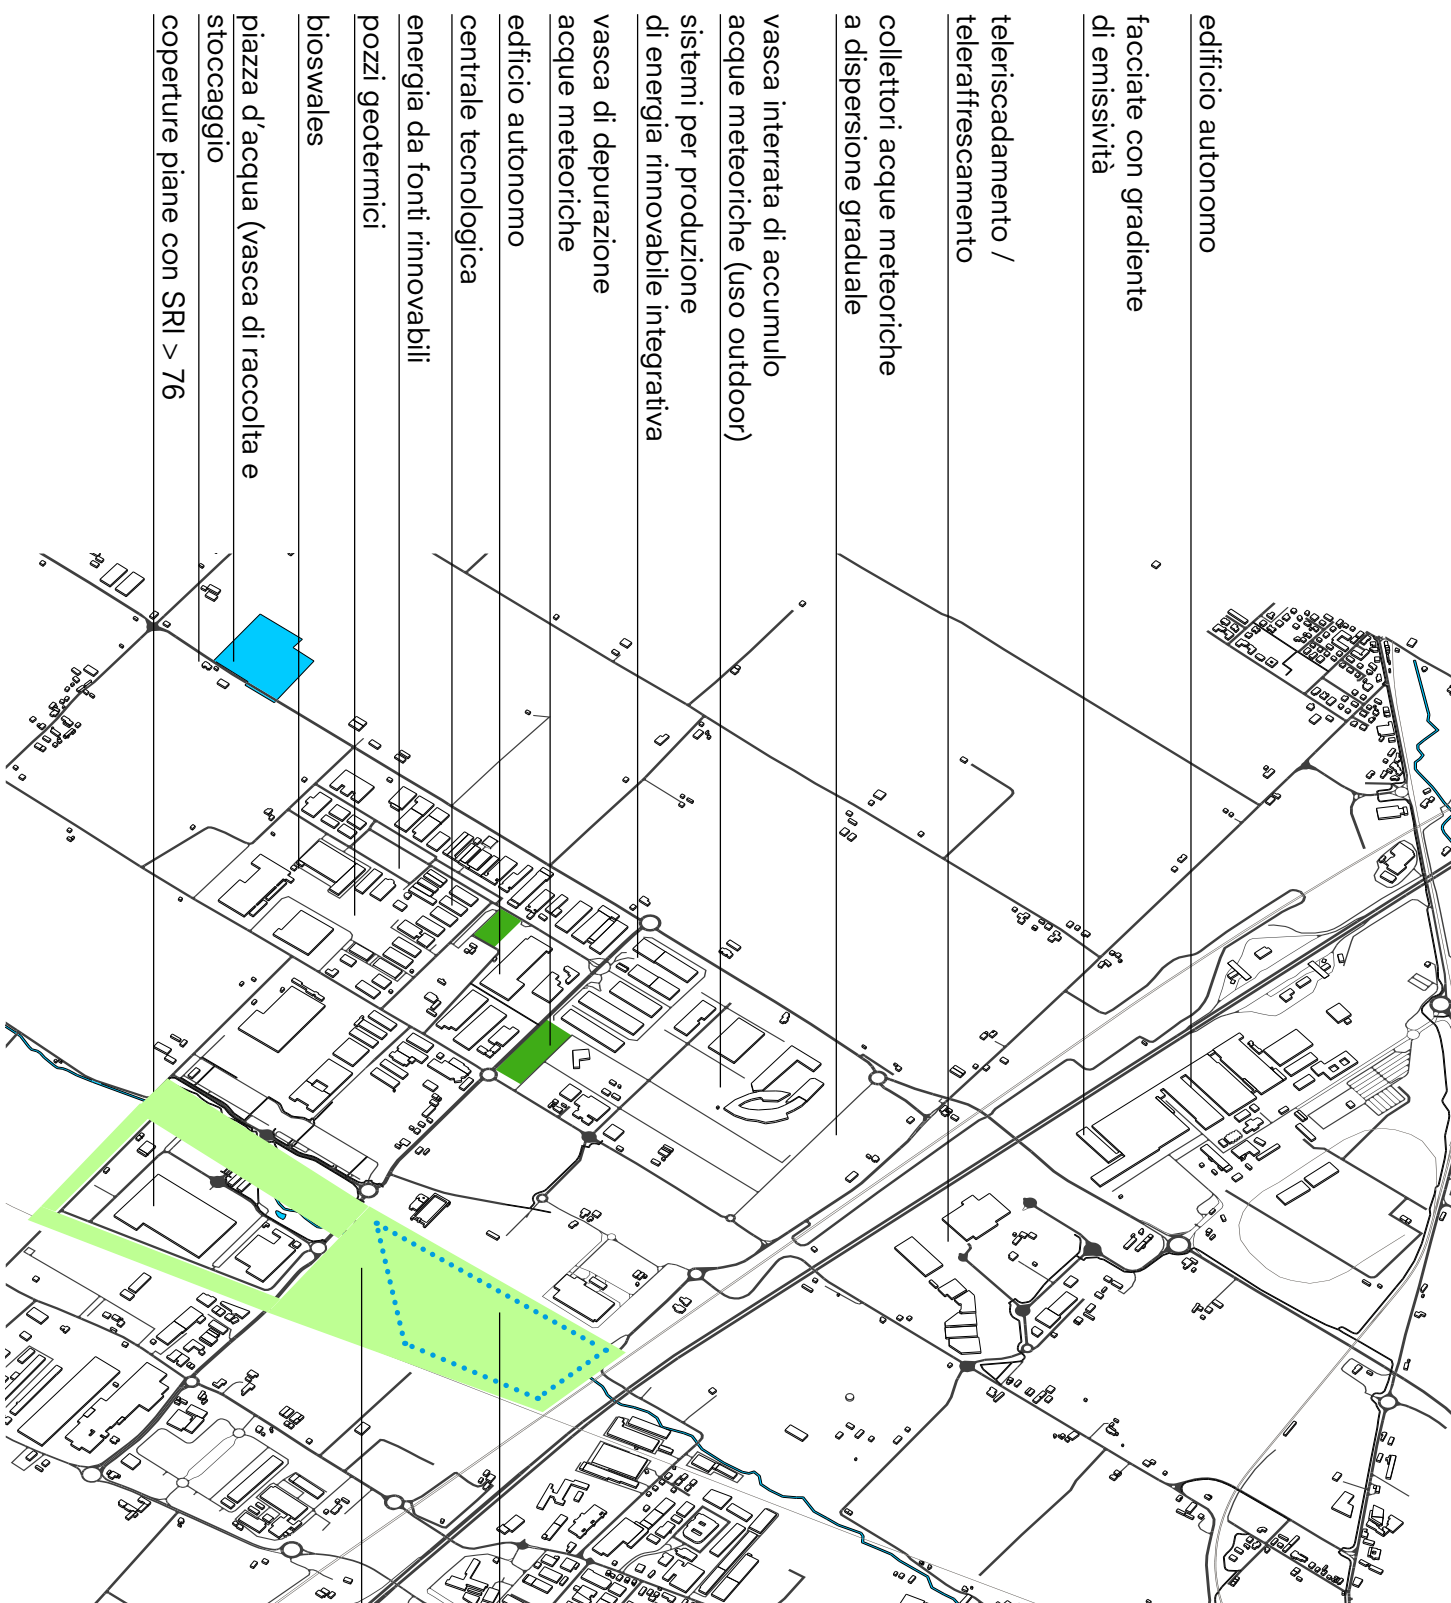 edificio autonomo
facciate con gradiente
di emissività
teleriscadamento /
teleraffrescamento
collettori acque meteoriche
a dispersione graduale
vasca interrata di accumulo
acque meteoriche (uso outdoor)
sistemi per produzione
di energia rinnovabile integrativa
vasca di depurazione
acque meteoriche
edificio autonomo
centrale tecnologica
energia da fonti rinnovabili
pozzi geotermici
bioswales
piazza d'acqua (vasca di raccolta e
stoccaggio
coperture piane con SRI > 76